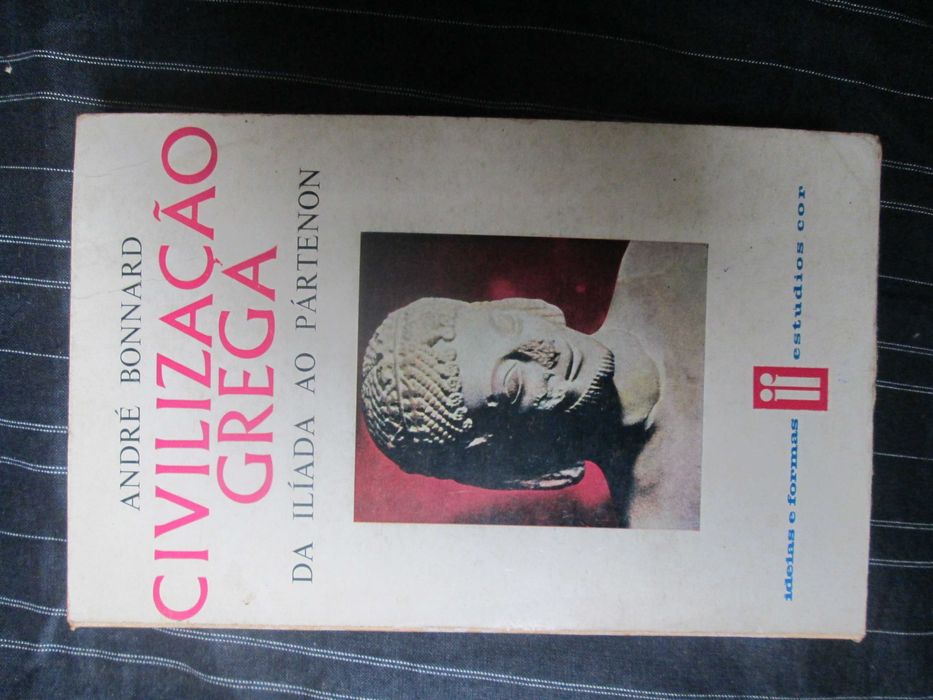 ANDRÉ BONNARD
CIVILIZAÇÃO
GREGA
DA ILÍADA AO PÁRTENON
ideias e formas estudios cor